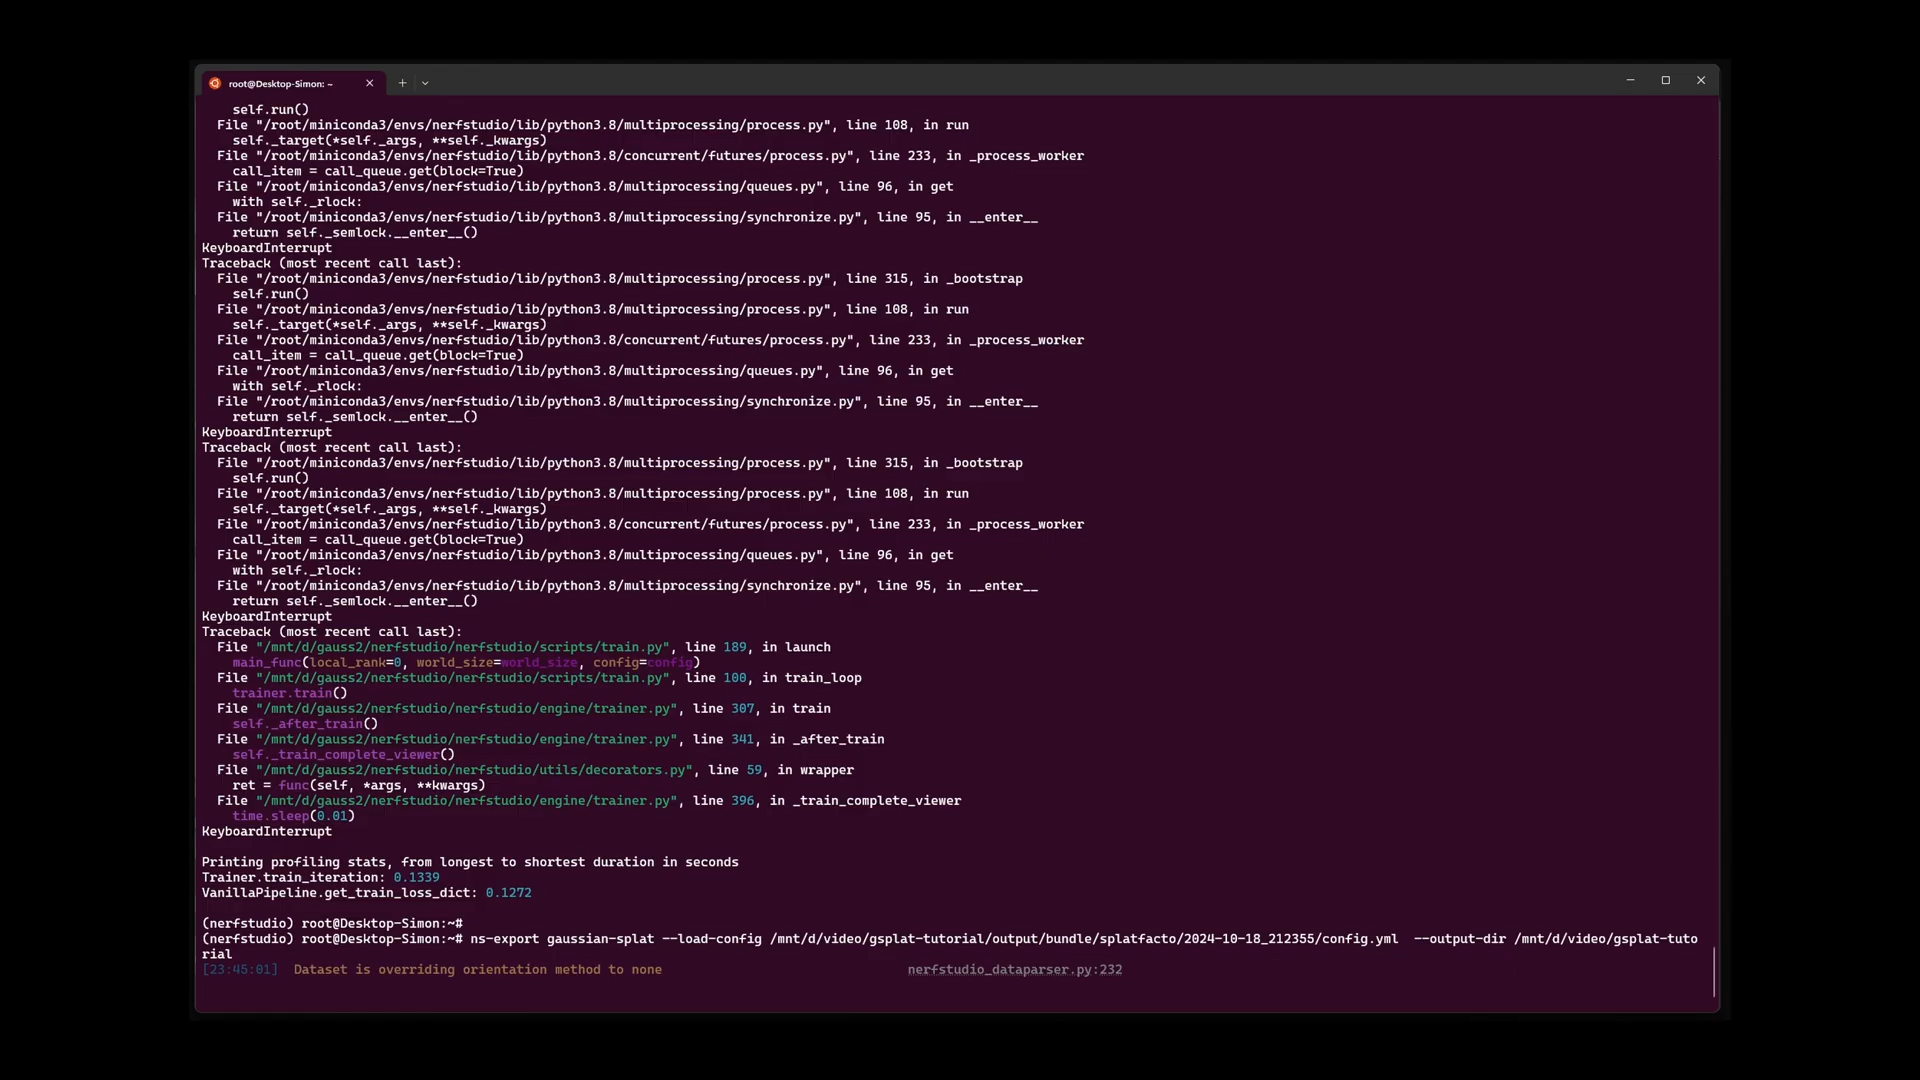 root@Desktop-Simon: ~
self.run()
File "/root/miniconda3/envs/nerfstudio/lib/python3.8/multiprocessing/process.py", line 108, in run
self._target(*self._args, **self._kwargs)
File "/root/miniconda3/envs/nerfstudio/lib/python3.8/concurrent/futures/process.py", line 233, in _process_worker
call_item = call_queue.get(block=True)
File "/root/miniconda3/envs/nerfstudio/lib/python3.8/multiprocessing/queues.py", line 96, in get
with self._rlock:
File "/root/miniconda3/envs/nerfstudio/lib/python3.8/multiprocessing/synchronize.py", line 95, in __enter__
return self._semlock.__enter__()
KeyboardInterrupt
Traceback (most recent call last):
File "/root/miniconda3/envs/nerfstudio/lib/python3.8/multiprocessing/process.py", line 315, in _bootstrap
self.run()
File "/root/miniconda3/envs/nerfstudio/lib/python3.8/multiprocessing/process.py", line 108, in run
self._target(*self._args, **self._kwargs)
File "/root/miniconda3/envs/nerfstudio/lib/python3.8/concurrent/futures/process.py", line 233, in _process_worker
call_item = call_queue.get(block=True)
File "/root/miniconda3/envs/nerfstudio/lib/python3.8/multiprocessing/queues.py", line 96, in get
with self._rlock:
File "/root/miniconda3/envs/nerfstudio/lib/python3.8/multiprocessing/synchronize.py", line 95, in __enter__
return self._semlock.__enter__()
KeyboardInterrupt
Traceback (most recent call last):
File "/root/miniconda3/envs/nerfstudio/lib/python3.8/multiprocessing/process.py", line 315, in _bootstrap
self.run()
File "/root/miniconda3/envs/nerfstudio/lib/python3.8/multiprocessing/process.py", line 108, in run
self._target(*self._args, **self._kwargs)
File "/root/miniconda3/envs/nerfstudio/lib/python3.8/concurrent/futures/process.py", line 233, in _process_worker
call_item = call_queue.get(block=True)
File "/root/miniconda3/envs/nerfstudio/lib/python3.8/multiprocessing/queues.py", line 96, in get
with self._rlock:
File "/root/miniconda3/envs/nerfstudio/lib/python3.8/multiprocessing/synchronize.py", line 95, in __enter__
return self._semlock.__enter__()
KeyboardInterrupt
Traceback (most recent call last):
File "/mnt/d/gauss2/nerfstudio/nerfstudio/scripts/train.py", line 189, in launch
main_func(local_rank=0, world_size=world_size, config=config)
File "/mnt/d/gauss2/nerfstudio/nerfstudio/scripts/train.py", line 100, in train_loop
trainer.train()
File "/mnt/d/gauss2/nerfstudio/nerfstudio/engine/trainer.py", line 307, in train
self._after_train()
File "/mnt/d/gauss2/nerfstudio/nerfstudio/engine/trainer.py", line 341, in _after_train
self._train_complete_viewer()
File "/mnt/d/gauss2/nerfstudio/nerfstudio/utils/decorators.py", line 59, in wrapper
ret = func(self, *args, **kwargs)
File "/mnt/d/gauss2/nerfstudio/nerfstudio/engine/trainer.py", line 396, in _train_complete_viewer
time.sleep(0.01)
KeyboardInterrupt
Printing profiling stats, from longest to shortest duration in seconds
Trainer.train_iteration: 0.1339
VanillaPipeline.get_train_loss_dict: 0.1272
(nerfstudio) root@Desktop-Simon:~#
(nerfstudio) root@Desktop-Simon:~# ns-export gaussian-splat --load-config /mnt/d/video/gsplat-tutorial/output/bundle/splatfacto/2024-10-18_212355/config.yml --output-dir /mnt/d/video/gsplat-tuto
rial
[23:45:01] Dataset is overriding orientation method to none nerfstudio_dataparser.py:232